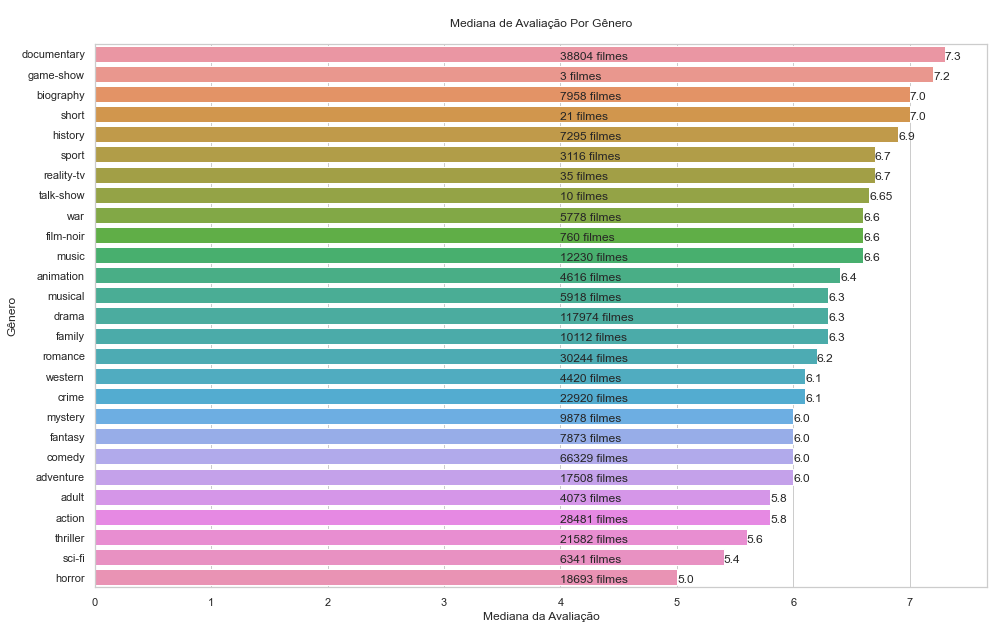 Mediana de Avaliação Por Gênero
Gênero
documentary 38804 filmes 7.3
game-show 3 filmes 7.2
biography 7958 filmes 7.0
short 21 filmes 7.0
history 7295 filmes 6.9
sport 3116 filmes 6.7
reality-tv 35 filmes 6.7
talk-show 10 filmes 6.65
war 5778 filmes 6.6
film-noir 760 filmes 6.6
music 12230 filmes 6.6
animation 4616 filmes 6.4
musical 5918 filmes 6.3
drama 117974 filmes 6.3
family 10112 filmes 6.3
romance 30244 filmes 6.2
western 4420 filmes 6.1
crime 22920 filmes 6.1
mystery 9878 filmes 6.0
fantasy 7873 filmes 6.0
comedy 66329 filmes 6.0
adventure 17508 filmes 6.0
adult 4073 filmes 5.8
action 28481 filmes 5.8
thriller 21582 filmes 5.6
sci-fi 6341 filmes 5.4
horror 18693 filmes 5.0
0 1 2 3 4 5 6 7
Mediana da Avaliação